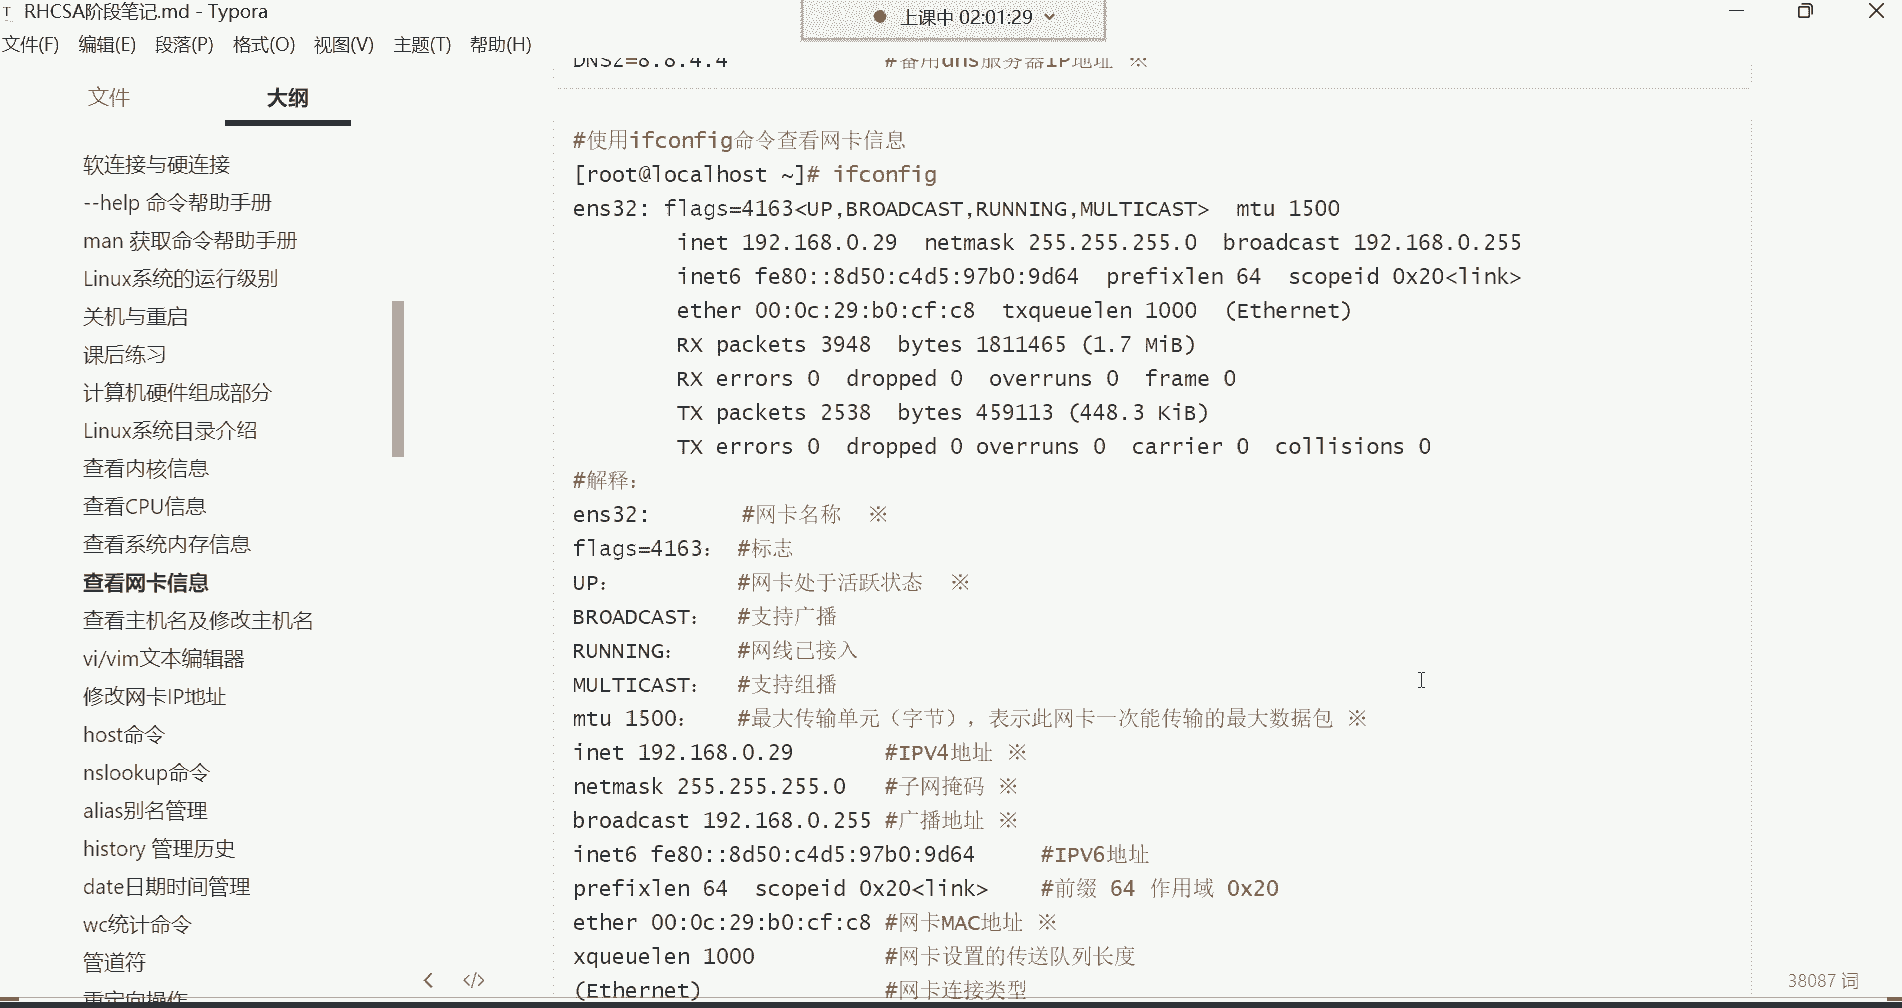 RHCSA阶段笔记.md - Typora
上课中 02:01:29
文件(F) 编辑(E) 段落(P) 格式(O) 视图(V) 主题(T) 帮助(H)
文件 大纲
软连接与硬连接
--help 命令帮助手册
man 获取命令帮助手册
Linux系统的运行级别
关机与重启
课后练习
计算机硬件组成部分
Linux系统目录介绍
查看内核信息
查看CPU信息
查看系统内存信息
查看网卡信息
查看主机名及修改主机名
vi/vim文本编辑器
修改网卡IP地址
host命令
nslookup命令
alias别名管理
history 管理历史
date日期时间管理
wc统计命令
管道符
重定向操作
DNS2=8.8.4.4 #备用dns服务器IP地址 ※
#使用ifconfig命令查看网卡信息
[root@localhost ~]# ifconfig
ens32: flags=4163<UP,BROADCAST,RUNNING,MULTICAST> mtu 1500
inet 192.168.0.29 netmask 255.255.255.0 broadcast 192.168.0.255
inet6 fe80::8d50:c4d5:97b0:9d64 prefixlen 64 scopeid 0x20<link>
ether 00:0c:29:b0:cf:c8 txqueuelen 1000 (Ethernet)
RX packets 3948 bytes 1811465 (1.7 MiB)
RX errors 0 dropped 0 overruns 0 frame 0
TX packets 2538 bytes 459113 (448.3 KiB)
TX errors 0 dropped 0 overruns 0 carrier 0 collisions 0
#解释：
ens32: #网卡名称 ※
flags=4163： #标志
UP： #网卡处于活跃状态 ※
BROADCAST： #支持广播
RUNNING： #网线已接入
MULTICAST： #支持组播
mtu 1500： #最大传输单元（字节），表示此网卡一次能传输的最大数据包 ※
inet 192.168.0.29 #IPV4地址 ※
netmask 255.255.255.0 #子网掩码 ※
broadcast 192.168.0.255 #广播地址 ※
inet6 fe80::8d50:c4d5:97b0:9d64 #IPV6地址
prefixlen 64 scopeid 0x20<link> #前缀 64 作用域 0x20
ether 00:0c:29:b0:cf:c8 #网卡MAC地址 ※
xqueuelen 1000 #网卡设置的传送队列长度
(Ethernet) #网卡连接类型
38087 词